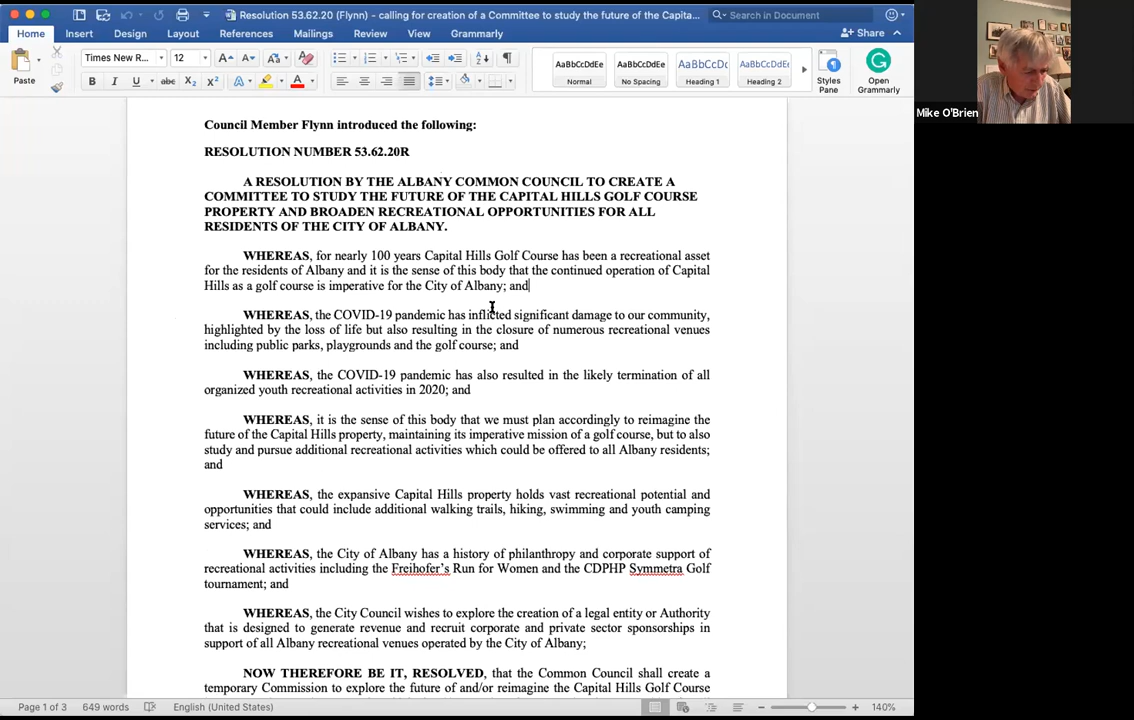 Resolution 53.62.20 (Flynn) - calling for creation of a Committee to study the future of the Capita...
Search in Document
Home Insert Design Layout References Mailings Review View Grammarly
Share
Paste
Times New R... 12
AaBbCcDdEe AaBbCcDdEe AaBbCcDc AaBbCcDdEe
Normal No Spacing Heading 1 Heading 2
Styles Pane
Open Grammarly
B I U abc X₂ X²
Mike O'Brien
Council Member Flynn introduced the following:
RESOLUTION NUMBER 53.62.20R
A RESOLUTION BY THE ALBANY COMMON COUNCIL TO CREATE A
COMMITTEE TO STUDY THE FUTURE OF THE CAPITAL HILLS GOLF COURSE
PROPERTY AND BROADEN RECREATIONAL OPPORTUNITIES FOR ALL
RESIDENTS OF THE CITY OF ALBANY.
WHEREAS, for nearly 100 years Capital Hills Golf Course has been a recreational asset
for the residents of Albany and it is the sense of this body that the continued operation of Capital
Hills as a golf course is imperative for the City of Albany; and
WHEREAS, the COVID-19 pandemic has inflicted significant damage to our community,
highlighted by the loss of life but also resulting in the closure of numerous recreational venues
including public parks, playgrounds and the golf course; and
WHEREAS, the COVID-19 pandemic has also resulted in the likely termination of all
organized youth recreational activities in 2020; and
WHEREAS, it is the sense of this body that we must plan accordingly to reimagine the
future of the Capital Hills property, maintaining its imperative mission of a golf course, but to also
study and pursue additional recreational activities which could be offered to all Albany residents;
and
WHEREAS, the expansive Capital Hills property holds vast recreational potential and
opportunities that could include additional walking trails, hiking, swimming and youth camping
services; and
WHEREAS, the City of Albany has a history of philanthropy and corporate support of
recreational activities including the Freihofer's Run for Women and the CDPHP Symmetra Golf
tournament; and
WHEREAS, the City Council wishes to explore the creation of a legal entity or Authority
that is designed to generate revenue and recruit corporate and private sector sponsorships in
support of all Albany recreational venues operated by the City of Albany;
NOW THEREFORE BE IT, RESOLVED, that the Common Council shall create a
temporary Commission to explore the future of and/or reimagine the Capital Hills Golf Course
Page 1 of 3 649 words English (United States) 140%